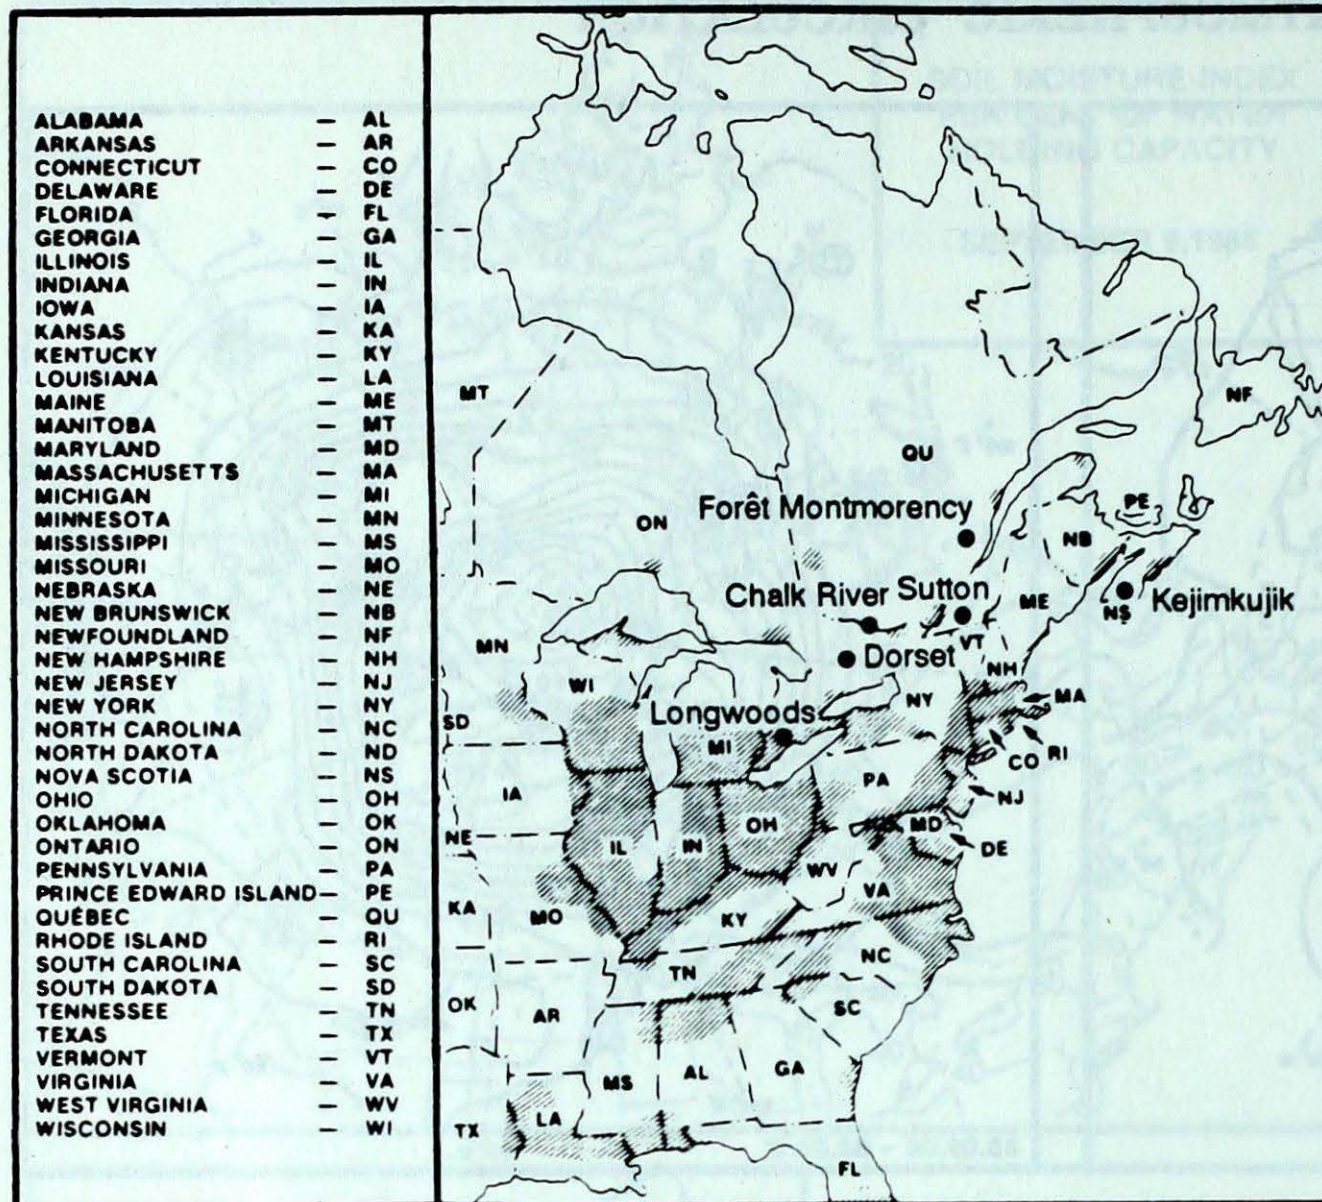 ALABAMA – AL
ARKANSAS – AR
CONNECTICUT – CO
DELAWARE – DE
FLORIDA – FL
GEORGIA – GA
ILLINOIS – IL
INDIANA – IN
IOWA – IA
KANSAS – KA
KENTUCKY – KY
LOUISIANA – LA
MAINE – ME
MANITOBA – MT
MARYLAND – MD
MASSACHUSETTS – MA
MICHIGAN – MI
MINNESOTA – MN
MISSISSIPPI – MS
MISSOURI – MO
NEBRASKA – NE
NEW BRUNSWICK – NB
NEWFOUNDLAND – NF
NEW HAMPSHIRE – NH
NEW JERSEY – NJ
NEW YORK – NY
NORTH CAROLINA – NC
NORTH DAKOTA – ND
NOVA SCOTIA – NS
OHIO – OH
OKLAHOMA – OK
ONTARIO – ON
PENNSYLVANIA – PA
PRINCE EDWARD ISLAND – PE
QUÉBEC – QU
RHODE ISLAND – RI
SOUTH CAROLINA – SC
SOUTH DAKOTA – SD
TENNESSEE – TN
TEXAS – TX
VERMONT – VT
VIRGINIA – VA
WEST VIRGINIA – WV
WISCONSIN – WI
SOIL MOISTURE INDEX
CAPACITY
MT
NF
QU
PE
Forêt Montmorency
ON
NB
Chalk River
Sutton
ME
NS
Kejimkujik
MN
VT
Dorset
NH
WI
NY
MA
SD
Longwoods
MI
CO
RI
PA
IA
NJ
OH
MD
NE
IL
IN
DE
WV
VA
KA
MO
KY
NC
TN
OK
AR
SC
MS
AL
GA
LA
TX
FL